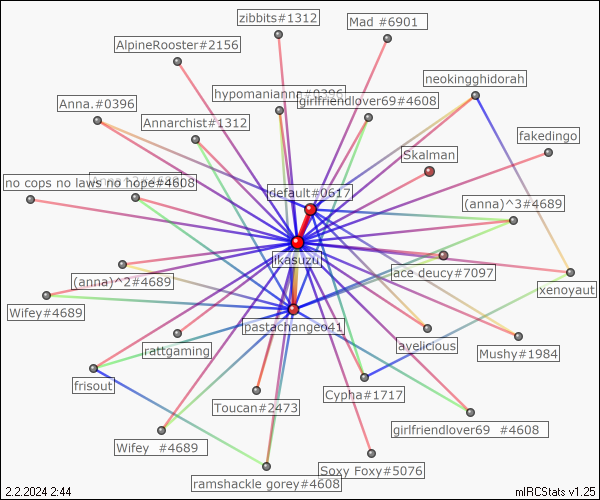 zibbits#1312
Mad #6901
AlpineRooster#2156
neokingghidorah
hypomanianna#0396
girlfriendlover69#4608
Anna.#0396
Annarchist#1312
fakedingo
Skalman
no cops no laws no hope#4608
default#0617
(anna)^3#4689
jkasuzu
(anna)^2#4689
ace deucy#7097
xenoyaut
Wifey#4689
pastachangeo41
rattgaming
avelicious
Mushy#1984
frisout
Toucan#2473
Cypha#1717
girlfriendlover69 #4608
Wifey #4689
Soxy Foxy#5076
ramshackle gorey#4608
2.2.2024 2:44
mIRCStats v1.25